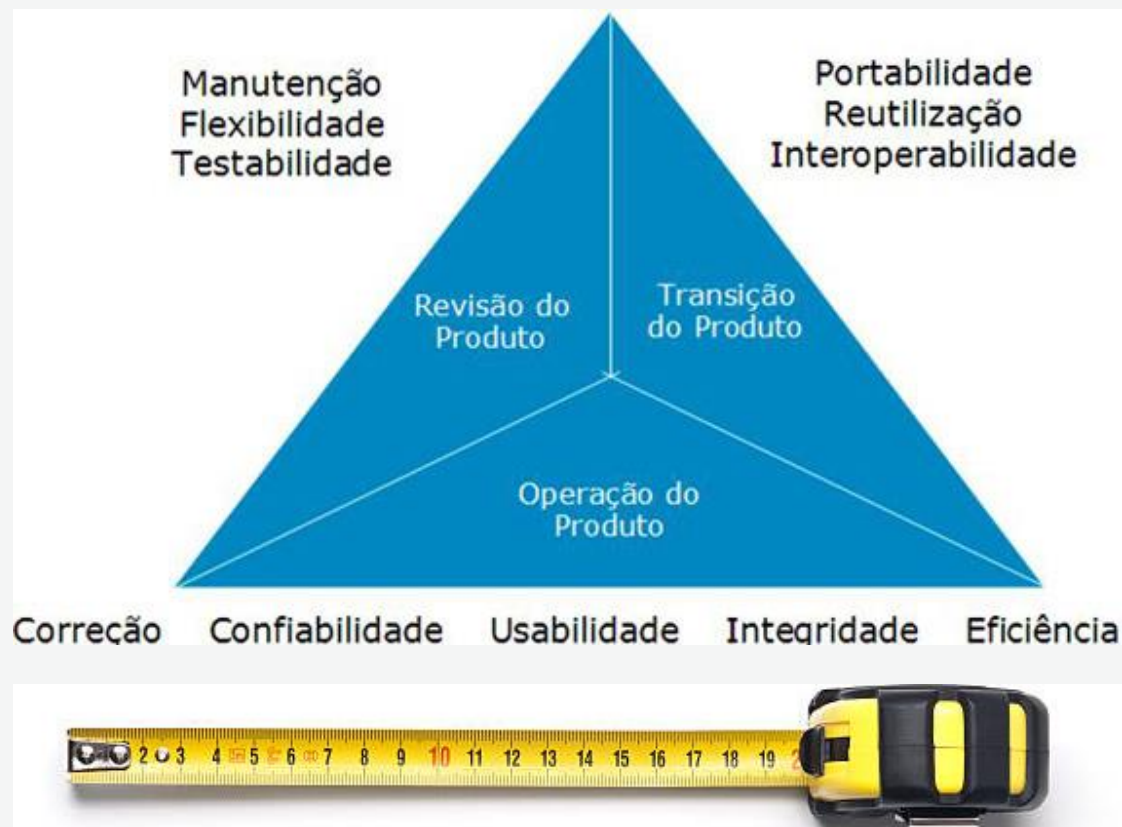 Manutenção
Flexibilidade
Testabilidade
Portabilidade
Reutilização
Interoperabilidade
Revisão do
Produto
Transição
do Produto
Operação do
Produto
Correção Confiabilidade Usabilidade Integridade Eficiência
2 3 4 5 6 7 8 9 10 11 12 13 14 15 16 17 18 19